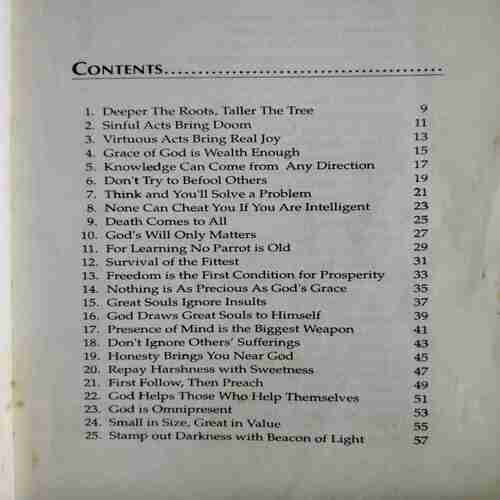 CONTENTS........................................
1. Deeper The Roots, Taller The Tree 9
2. Sinful Acts Bring Doom 11
3. Virtuous Acts Bring Real Joy 13
4. Grace of God is Wealth Enough 15
5. Knowledge Can Come from Any Direction 17
6. Don't Try to Befool Others 19
7. Think and You'll Solve a Problem 21
8. None Can Cheat You If You Are Intelligent 23
9. Death Comes to All 25
10. God's Will Only Matters 27
11. For Learning No Parrot is Old 29
12. Survival of the Fittest 31
13. Freedom is the First Condition for Prosperity 33
14. Nothing is As Precious As God's Grace 35
15. Great Souls Ignore Insults 37
16. God Draws Great Souls to Himself 39
17. Presence of Mind is the Biggest Weapon 41
18. Don't Ignore Others' Sufferings 43
19. Honesty Brings You Near God 45
20. Repay Harshness with Sweetness 47
21. First Follow, Then Preach 49
22. God Helps Those Who Help Themselves 51
23. God is Omnipresent 53
24. Small in Size, Great in Value 55
25. Stamp out Darkness with Beacon of Light 57